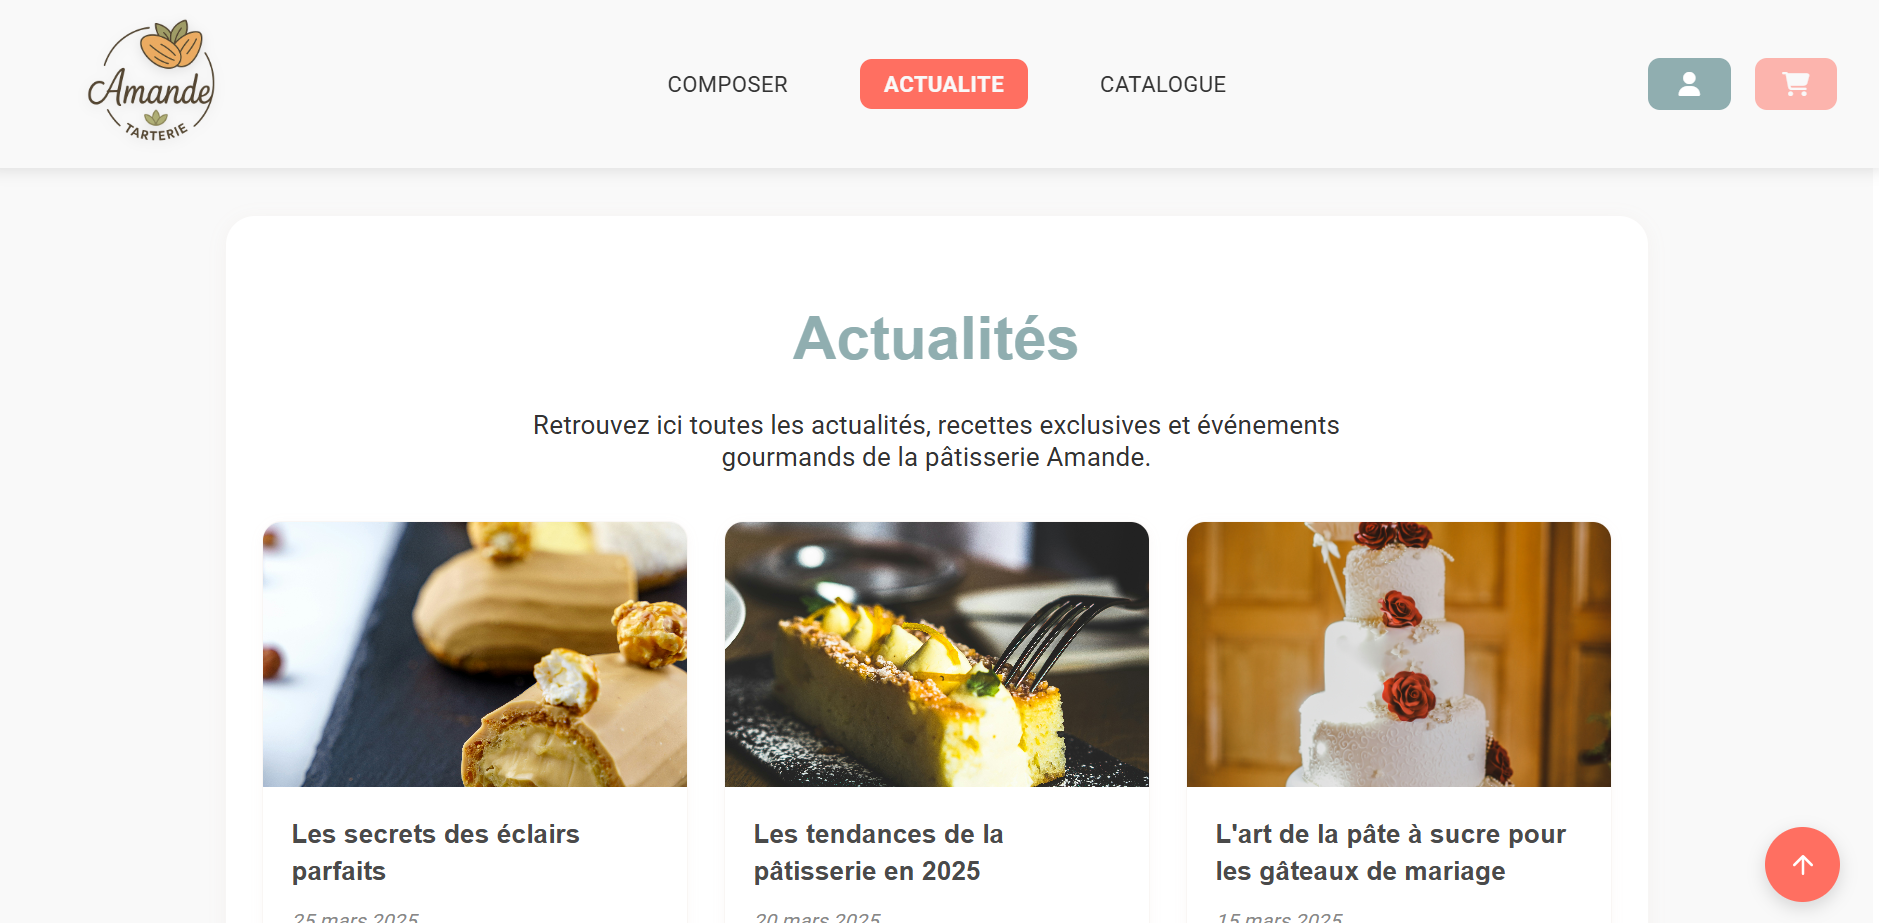 Amande
TARTERIE
COMPOSER
ACTUALITE
CATALOGUE
Actualités
Retrouvez ici toutes les actualités, recettes exclusives et événements
gourmands de la pâtisserie Amande.
Les secrets des éclairs
parfaits
25 mars 2025
Les tendances de la
pâtisserie en 2025
20 mars 2025
L'art de la pâte à sucre pour
les gâteaux de mariage
15 mars 2025